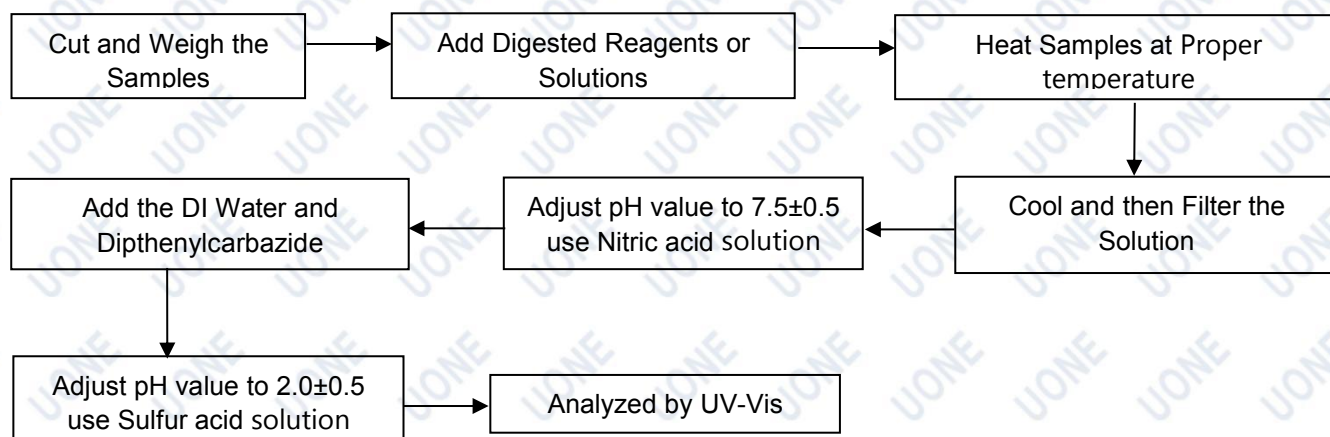 Cut and Weigh the
Samples
Add Digested Reagents or
Solutions
Heat Samples at Proper
temperature
Cool and then Filter the
Solution
Adjust pH value to 7.5±0.5
use Nitric acid solution
Add the DI Water and
Dipthenylcarbazide
Adjust pH value to 2.0±0.5
use Sulfur acid solution
Analyzed by UV-Vis
UONE